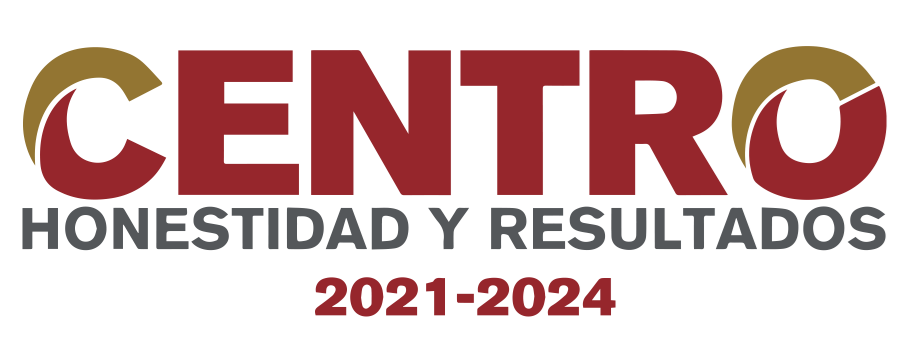 CENTRO
HONESTIDAD Y RESULTADOS
2021-2024